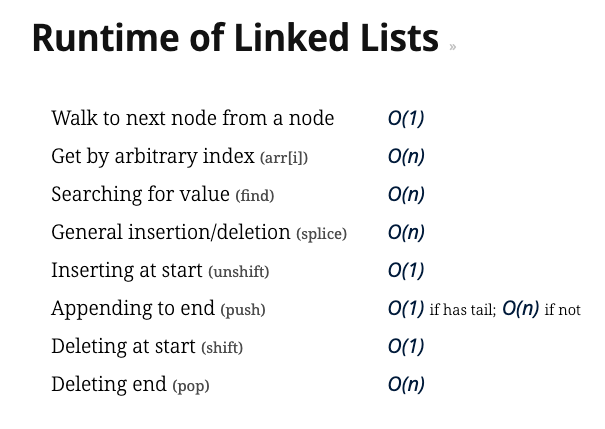 Runtime of Linked Lists »
Walk to next node from a node O(1)
Get by arbitrary index (arr[i]) O(n)
Searching for value (find) O(n)
General insertion/deletion (splice) O(n)
Inserting at start (unshift) O(1)
Appending to end (push) O(1) if has tail; O(n) if not
Deleting at start (shift) O(1)
Deleting end (pop) O(n)